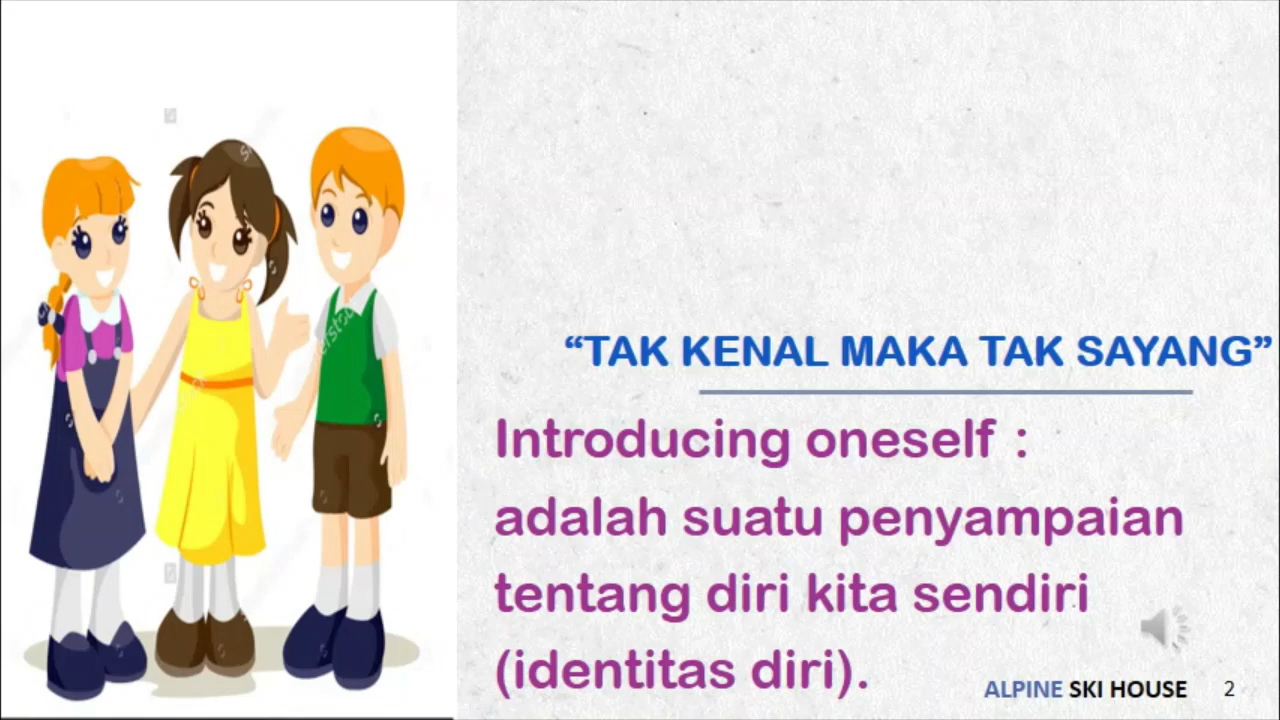 “TAK KENAL MAKA TAK SAYANG”
Introducing oneself :
adalah suatu penyampaian
tentang diri kita sendiri
(identitas diri).
ALPINE SKI HOUSE 2